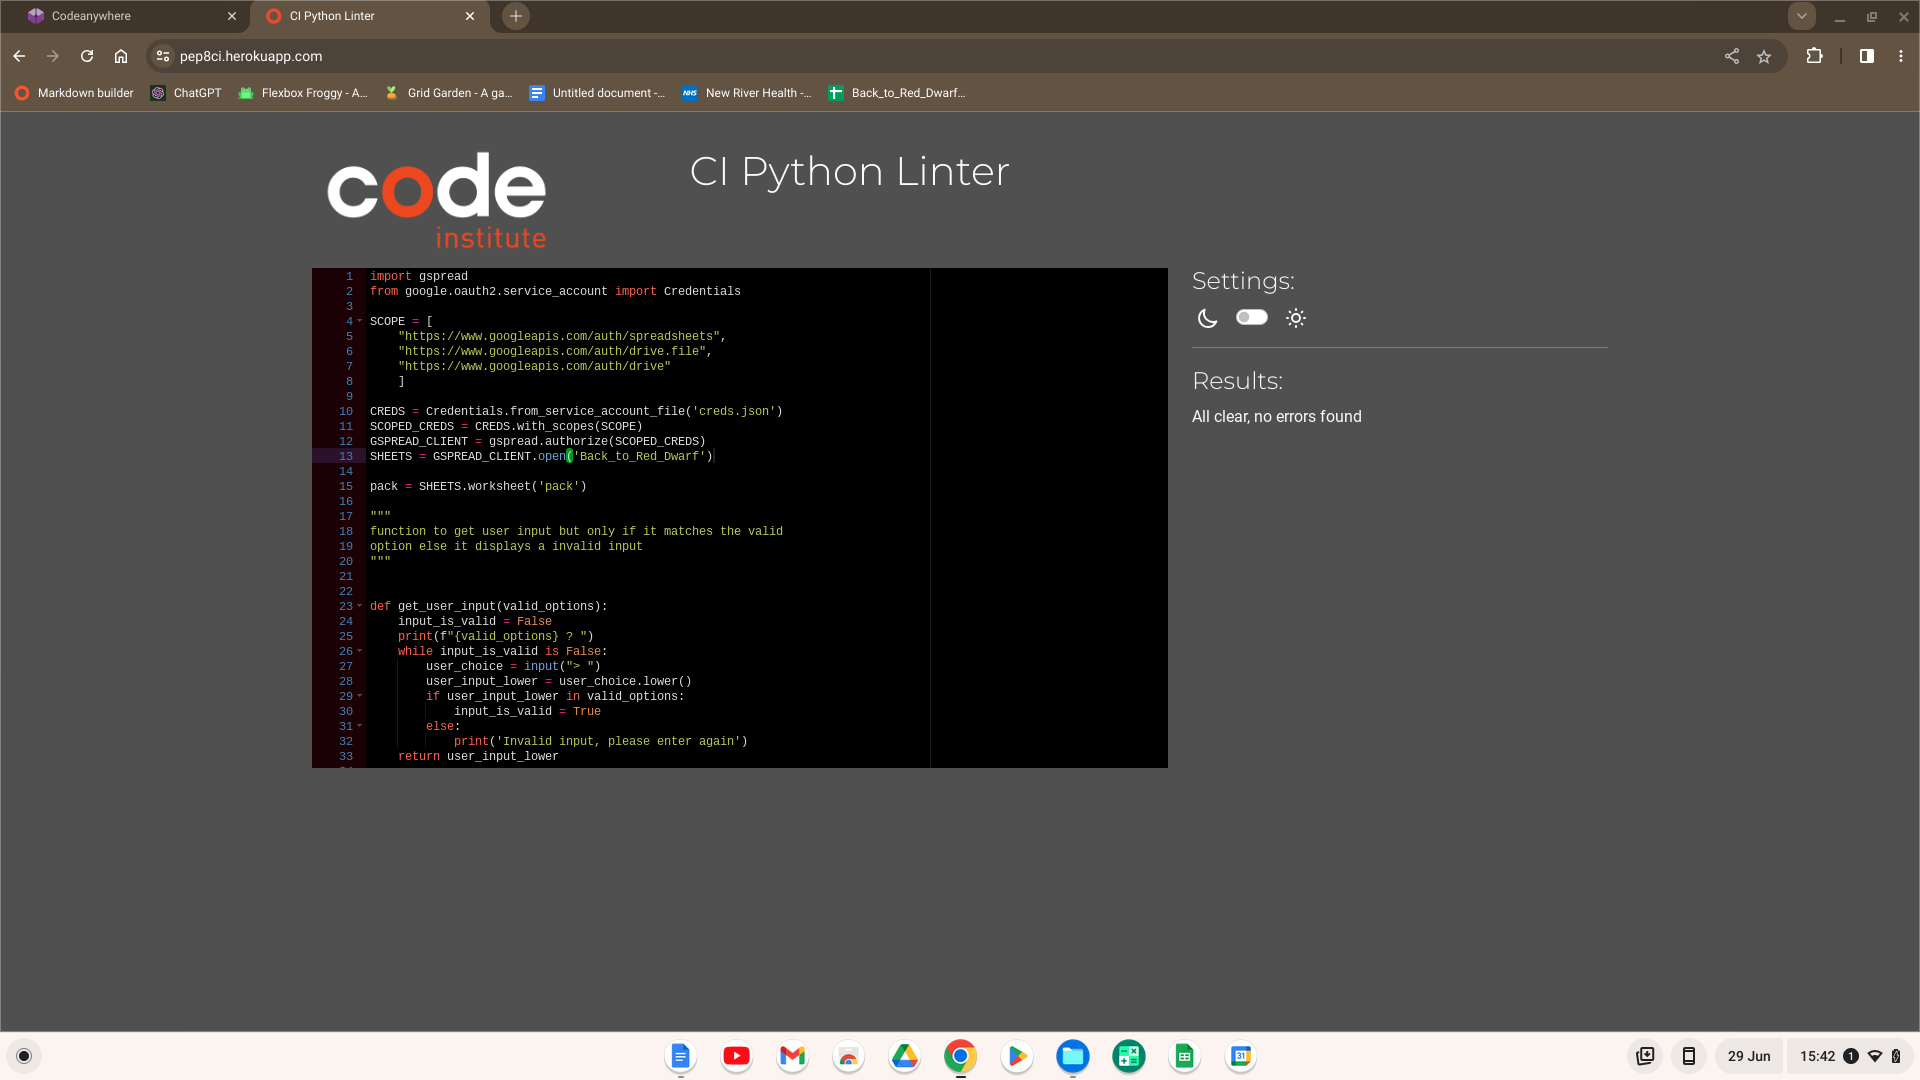 Codeanywhere
CI Python Linter
pep8ci.herokuapp.com
Markdown builder
ChatGPT
Flexbox Froggy - A...
Grid Garden - A ga...
Untitled document -...
NHS
New River Health -...
Back_to_Red_Dwarf...
code
institute
CI Python Linter
1 import gspread
2 from google.oauth2.service_account import Credentials
3
4 SCOPE = [
5 "https://www.googleapis.com/auth/spreadsheets",
6 "https://www.googleapis.com/auth/drive.file",
7 "https://www.googleapis.com/auth/drive"
8 ]
9
10 CREDS = Credentials.from_service_account_file('creds.json')
11 SCOPED_CREDS = CREDS.with_scopes(SCOPE)
12 GSPREAD_CLIENT = gspread.authorize(SCOPED_CREDS)
13 SHEETS = GSPREAD_CLIENT.open('Back_to_Red_Dwarf')
14
15 pack = SHEETS.worksheet('pack')
16
17 """
18 function to get user input but only if it matches the valid
19 option else it displays a invalid input
20 """
21
22
23 def get_user_input(valid_options):
24 input_is_valid = False
25 print(f"{valid_options} ? ")
26 while input_is_valid is False:
27 user_choice = input("> ")
28 user_input_lower = user_choice.lower()
29 if user_input_lower in valid_options:
30 input_is_valid = True
31 else:
32 print('Invalid input, please enter again')
33 return user_input_lower
Settings:
Results:
All clear, no errors found
31
29 Jun
15:42
1